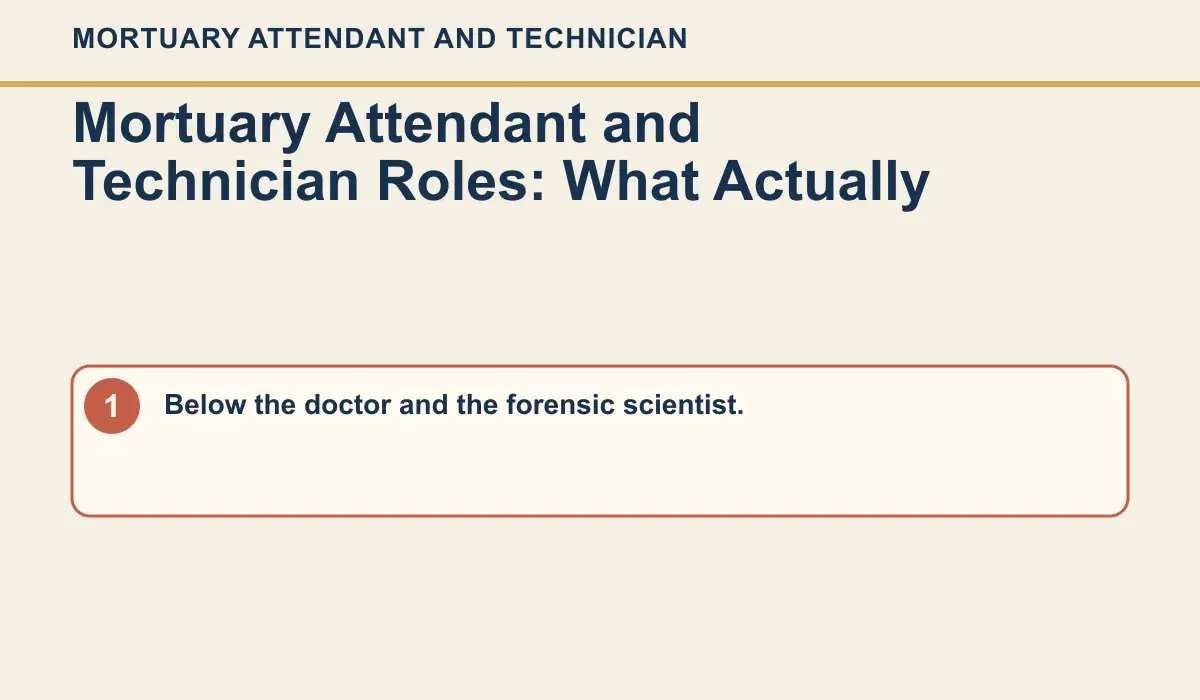 MORTUARY ATTENDANT AND TECHNICIAN
Mortuary Attendant and
Technician Roles: What Actually
1 Below the doctor and the forensic scientist.